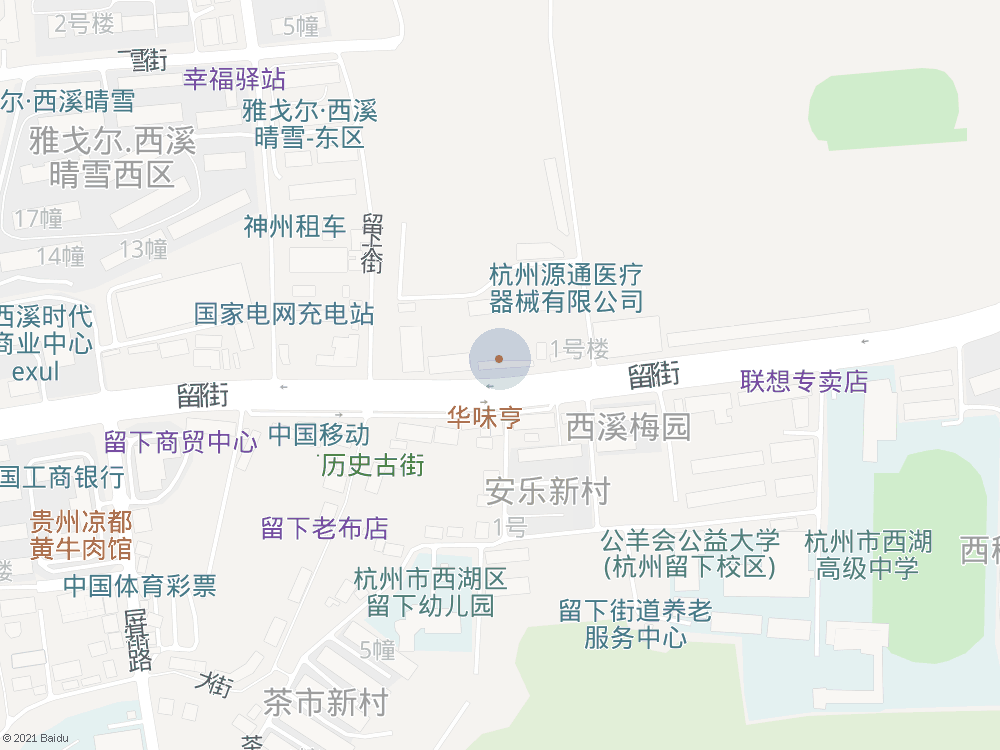 2号楼
5幢
雪街
幸福驿站
尔·西溪晴雪
雅戈尔·西溪
晴雪-东区
雅戈尔.西溪
晴雪西区
17幢
14幢
13幢
神州租车
留下大街
杭州源通医疗
器械有限公司
国家电网充电站
西溪时代
商业中心
exul
1号楼
留街
留街
联想专卖店
华味亨
西溪梅园
留下商贸中心
中国移动
历史古街
国工商银行
安乐新村
贵州凉都
黄牛肉馆
留下老布店
1号
公羊会公益大学
(杭州留下校区)
杭州市西湖
高级中学
西科
楼
中国体育彩票
杭州市西湖区
留下幼儿园
留下街道养老
服务中心
屏留路
5幢
大街
茶市新村
茶
© 2021 Baidu